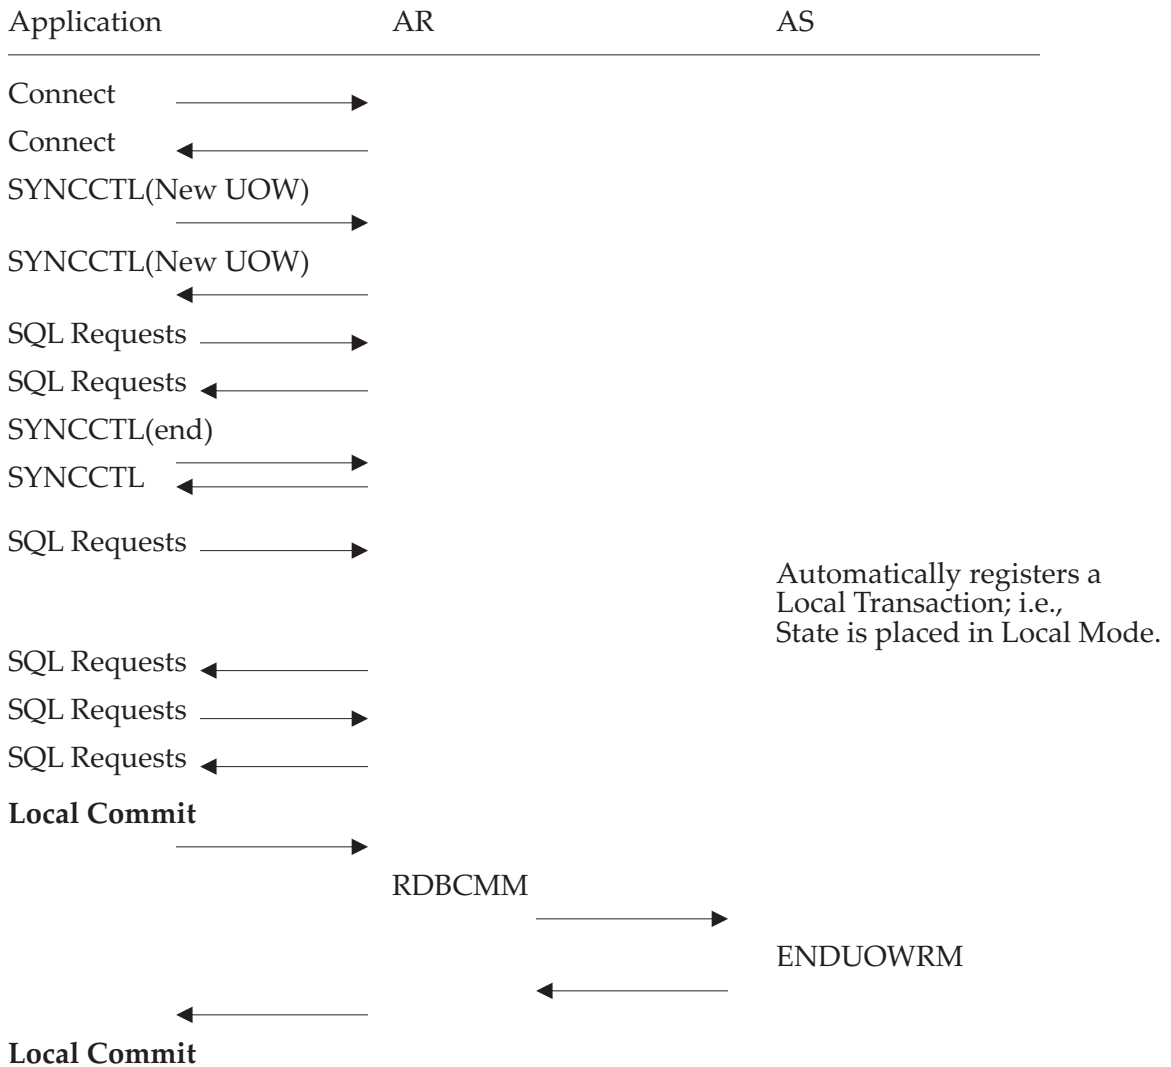 Application AR AS
Connect
Connect
SYNCCTL(New UOW)
SYNCCTL(New UOW)
SQL Requests
SQL Requests
SYNCCTL(end)
SYNCCTL
SQL Requests
Automatically registers a
Local Transaction; i.e.,
State is placed in Local Mode.
SQL Requests
SQL Requests
SQL Requests
Local Commit
RDBCMM
ENDUOWRM
Local Commit